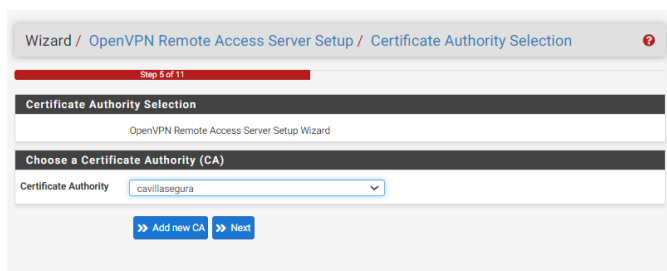 Wizard / OpenVPN Remote Access Server Setup / Certificate Authority Selection
Step 5 of 11
Certificate Authority Selection
OpenVPN Remote Access Server Setup Wizard
Choose a Certificate Authority (CA)
Certificate Authority cavillasegura
Add new CA Next